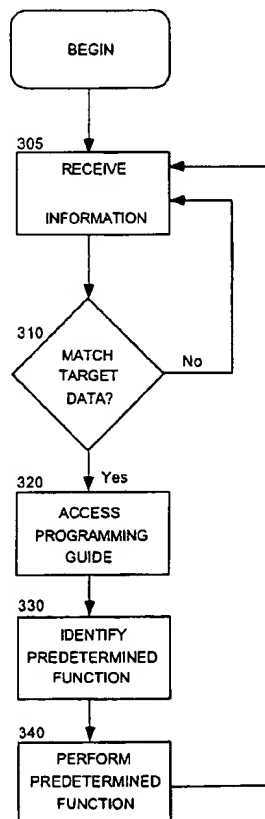 BEGIN
305
RECEIVE
INFORMATION
310
MATCH
TARGET
DATA?
No
Yes
320
ACCESS
PROGRAMMING
GUIDE
330
IDENTIFY
PREDETERMINED
FUNCTION
340
PERFORM
PREDETERMINED
FUNCTION